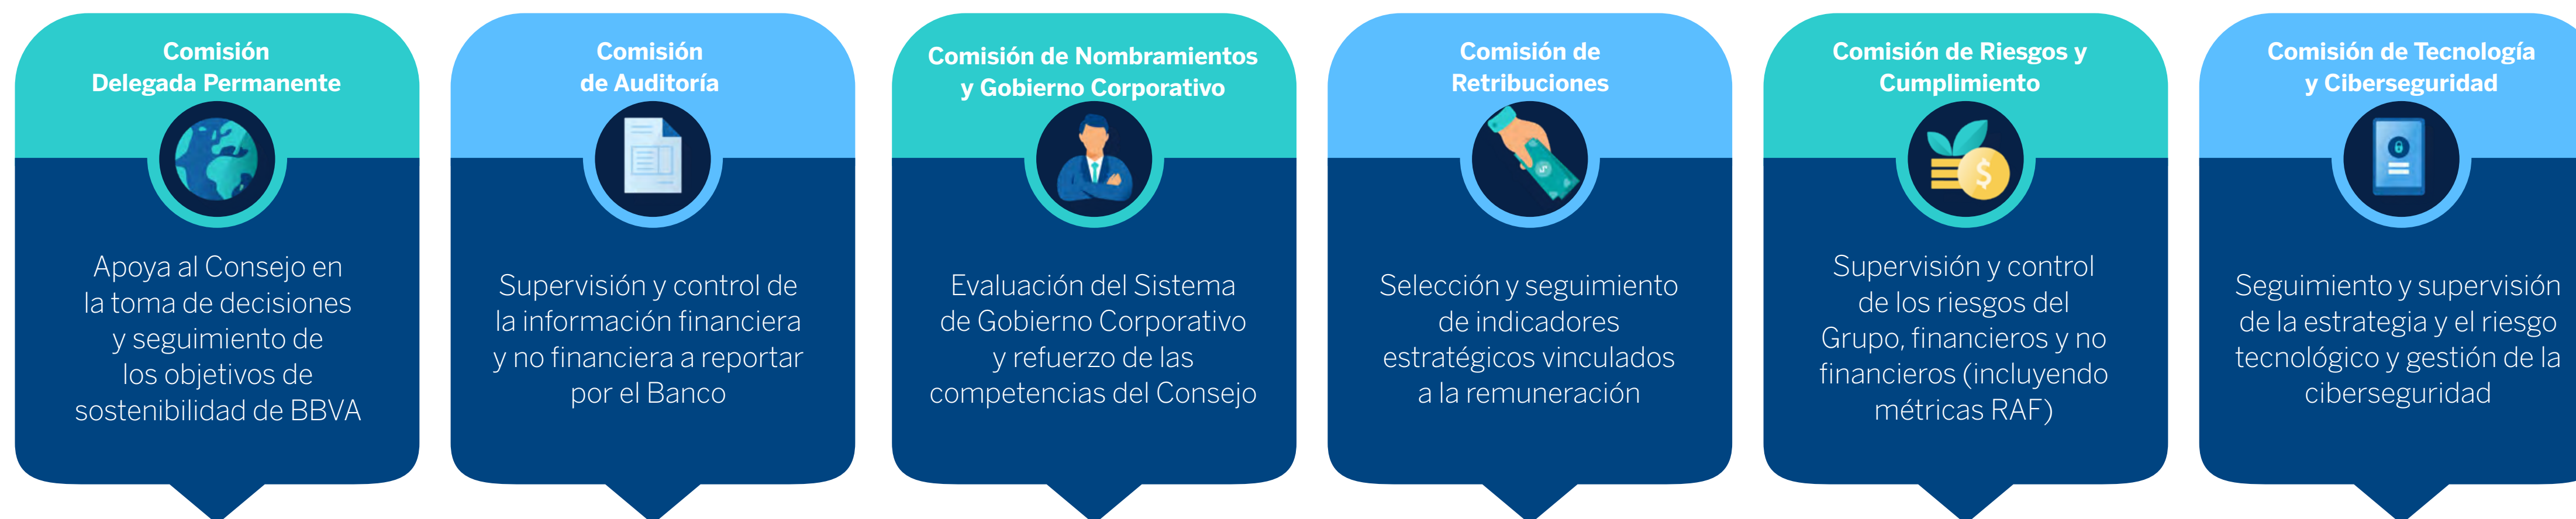 Comisión
Delegada Permanente
Apoya al Consejo en
la toma de decisiones
y seguimiento de
los objetivos de
sostenibilidad de BBVA
Comisión
de Auditoría
Supervisión y control de
la información financiera
y no financiera a reportar
por el Banco
Comisión de Nombramientos
y Gobierno Corporativo
Evaluación del Sistema
de Gobierno Corporativo
y refuerzo de las
competencias del Consejo
Comisión de
Retribuciones
Selección y seguimiento
de indicadores
estratégicos vinculados
a la remuneración
Comisión de Riesgos y
Cumplimiento
$
Supervisión y control
de los riesgos del
Grupo, financieros y no
financieros (incluyendo
métricas RAF)
Comisión de Tecnología
y Ciberseguridad
Seguimiento y supervisión
de la estrategia y el riesgo
tecnológico y gestión de la
ciberseguridad